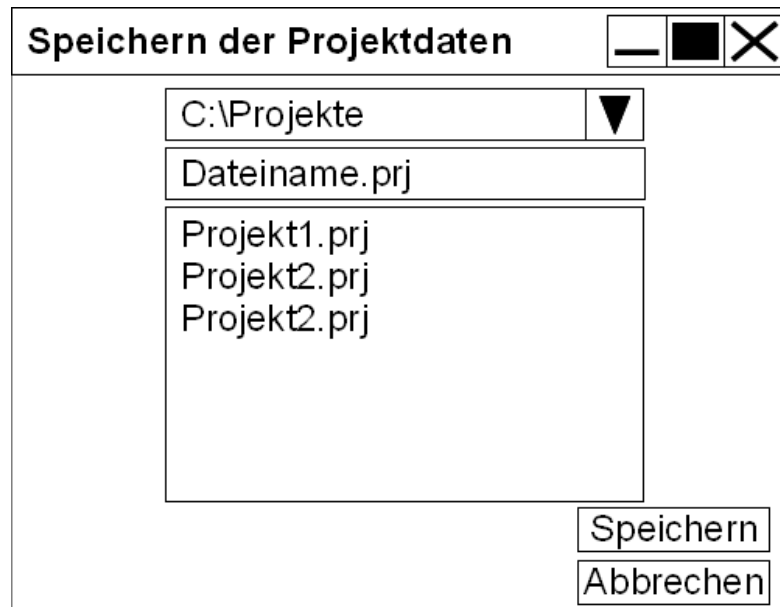 Speichern der Projektdaten
C:\Projekte
Dateiname.prj
Projekt1.prj
Projekt2.prj
Projekt2.prj
Speichern
Abbrechen